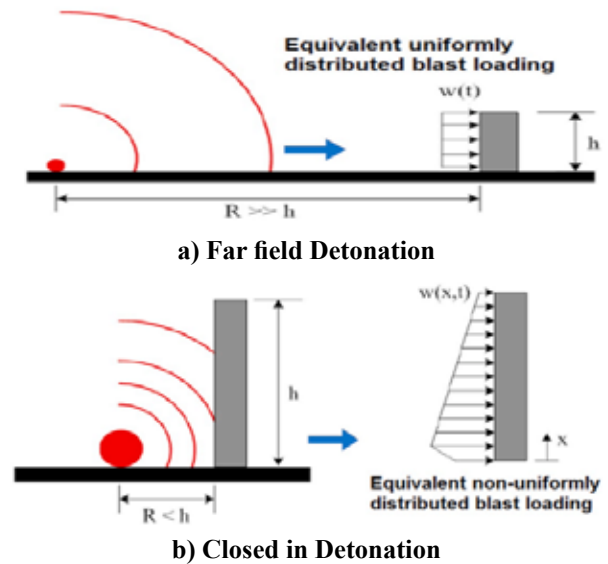 Equivalent uniformly
distributed blast loading
w(t)
h
R >> h
a) Far field Detonation
w(x,t)
h
x
R < h
Equivalent non-uniformly
distributed blast loading
b) Closed in Detonation